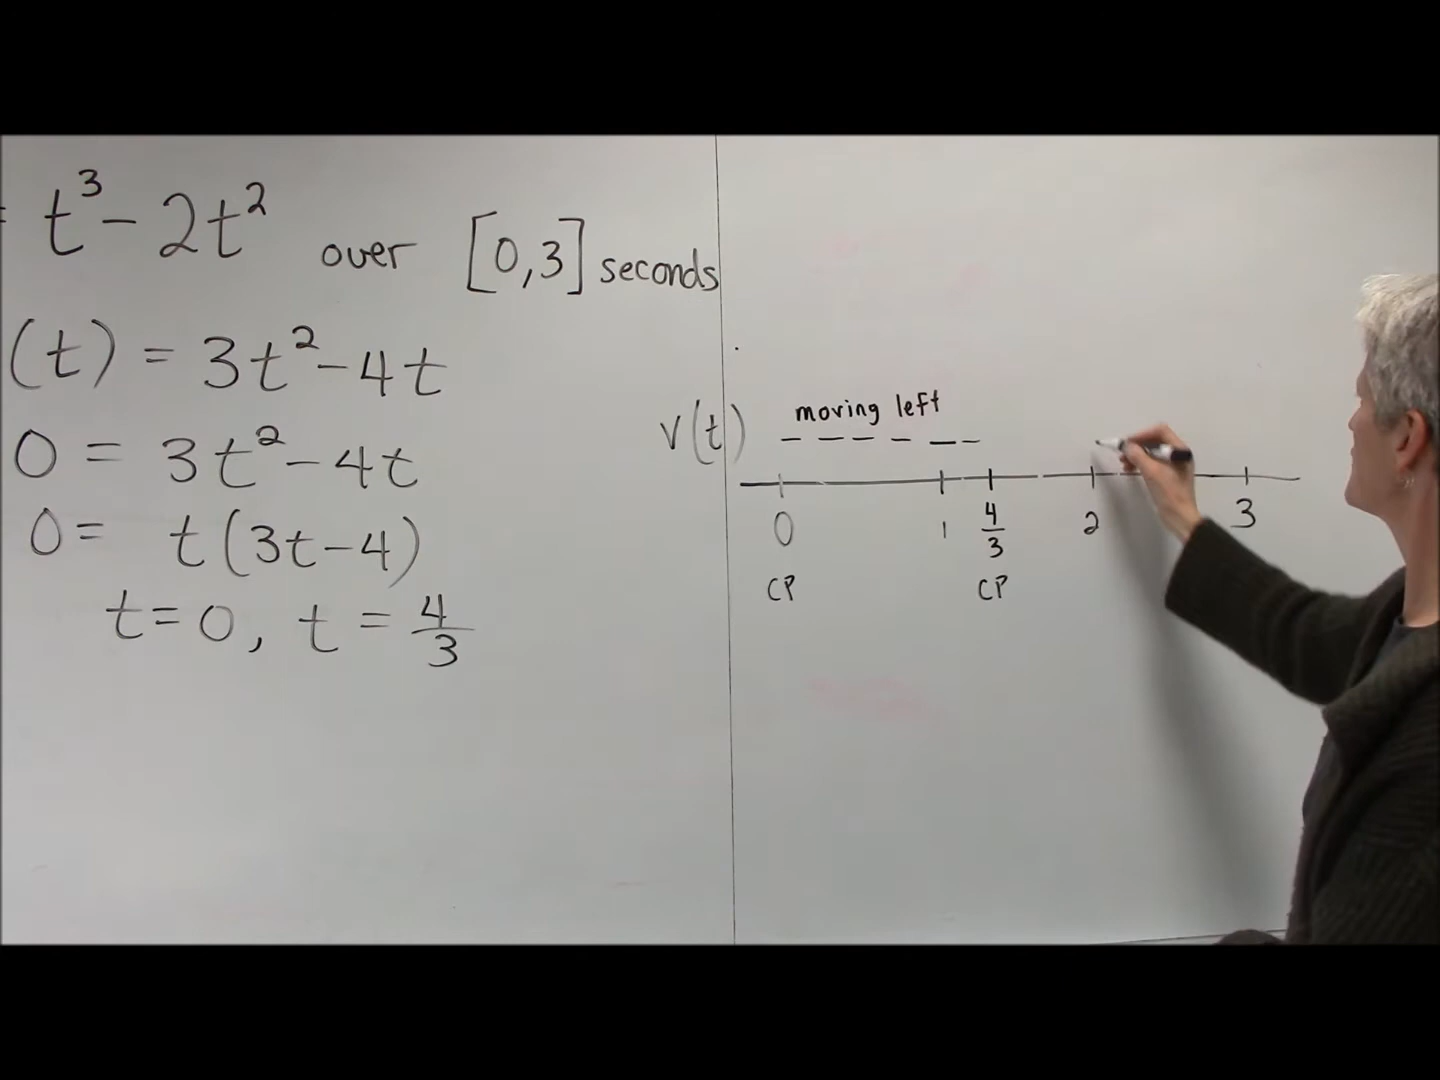 = t³ - 2t² over [0,3] seconds
(t) = 3t² - 4t
0 = 3t² - 4t
0 = t(3t-4)
t=0, t = 4/3
moving left
v(t) - - - - - -
0 1 4/3 2 3
CP CP